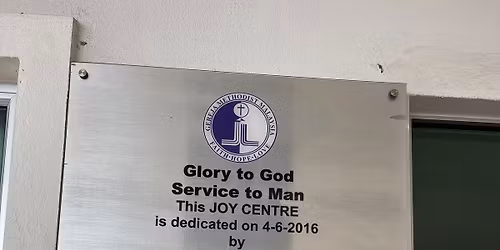 GEREJA METHODIST MALAYSIA
FAITH·HOPE·LOVE
Glory to God
Service to Man
This JOY CENTRE
is dedicated on 4-6-2016
by